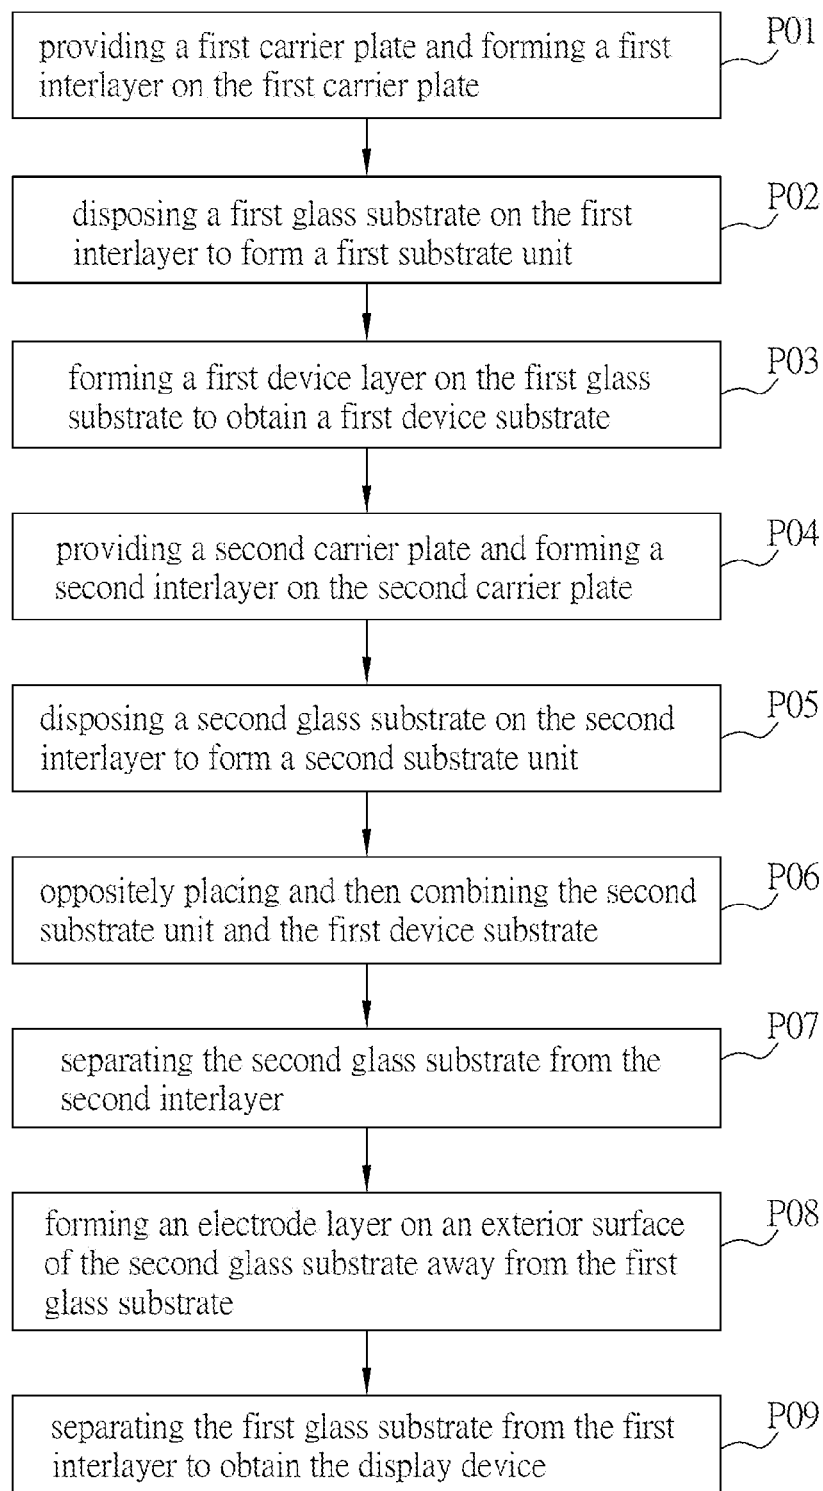 providing a first carrier plate and forming a first
interlayer on the first carrier plate
P01
disposing a first glass substrate on the first
interlayer to form a first substrate unit
P02
forming a first device layer on the first glass
substrate to obtain a first device substrate
P03
providing a second carrier plate and forming a
second interlayer on the second carrier plate
P04
disposing a second glass substrate on the second
interlayer to form a second substrate unit
P05
oppositely placing and then combining the second
substrate unit and the first device substrate
P06
separating the second glass substrate from the
second interlayer
P07
forming an electrode layer on an exterior surface
of the second glass substrate away from the first
glass substrate
P08
separating the first glass substrate from the first
interlayer to obtain the display device
P09